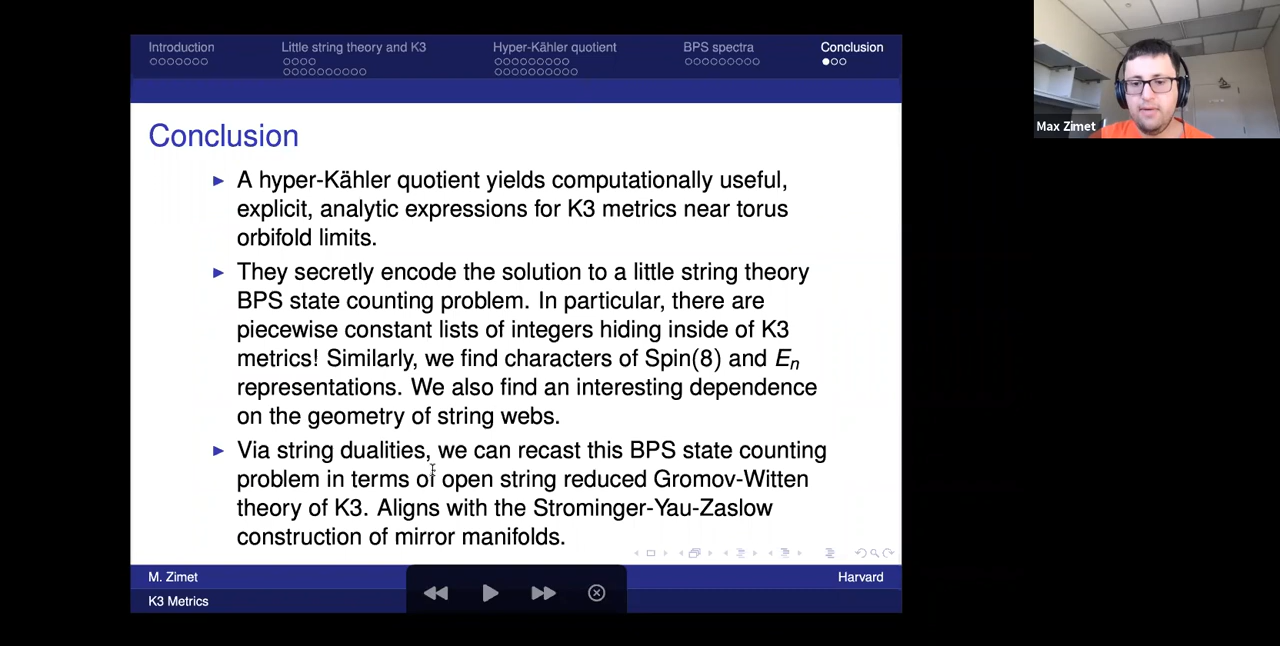 Introduction
Little string theory and K3
Hyper-Kähler quotient
BPS spectra
Conclusion
Max Zimet
Conclusion
A hyper-Kähler quotient yields computationally useful,
explicit, analytic expressions for K3 metrics near torus
orbifold limits.
They secretly encode the solution to a little string theory
BPS state counting problem. In particular, there are
piecewise constant lists of integers hiding inside of K3
metrics! Similarly, we find characters of Spin(8) and Eₙ
representations. We also find an interesting dependence
on the geometry of string webs.
Via string dualities, we can recast this BPS state counting
problem in terms of open string reduced Gromov-Witten
theory of K3. Aligns with the Strominger-Yau-Zaslow
construction of mirror manifolds.
M. Zimet
Harvard
K3 Metrics